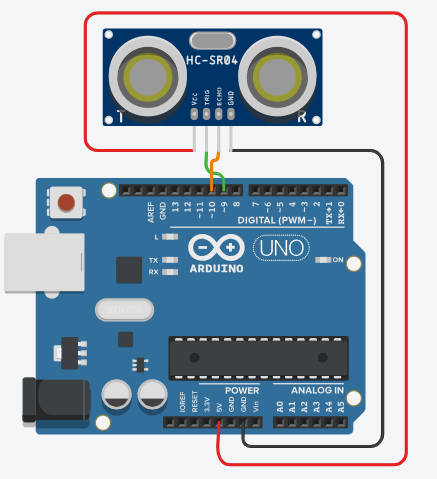 HC-SR04
T
R
VCC
TRIG
ECHO
GND
AREF
GND
13
12
~11
~10
~9
8
7
~6
~5
4
~3
2
TX→1
RX←0
DIGITAL (PWM~)
L
TX
RX
UNO
ARDUINO
ON
POWER
ANALOG IN
IOREF
RESET
3.3V
5V
GND
GND
Vin
A0
A1
A2
A3
A4
A5